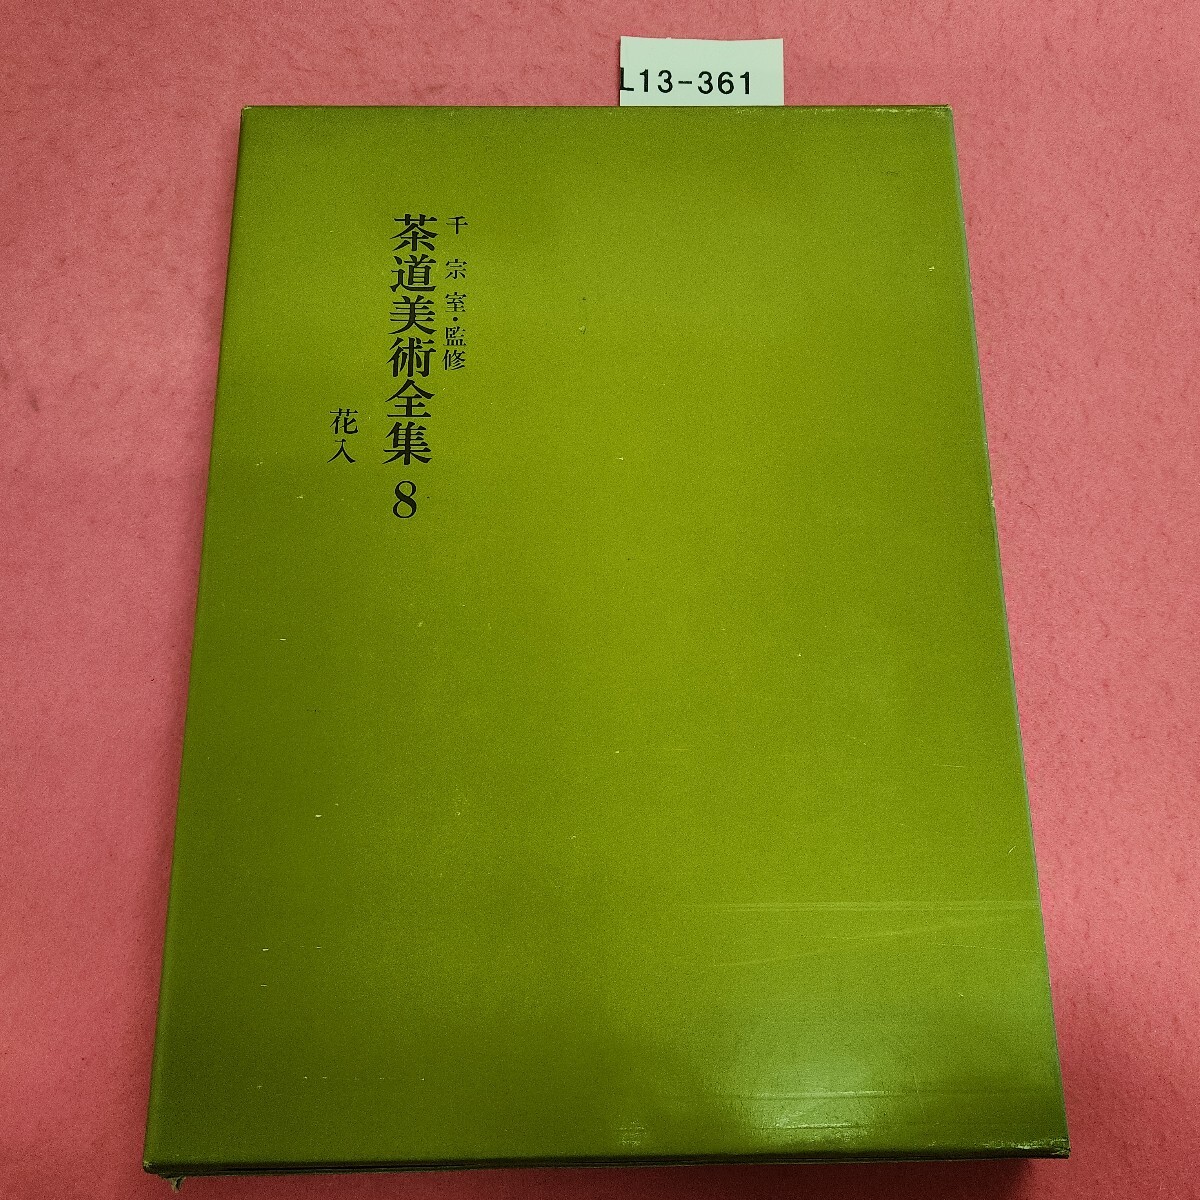 L13-361
千宗室・監修
茶道美術全集 8
花入